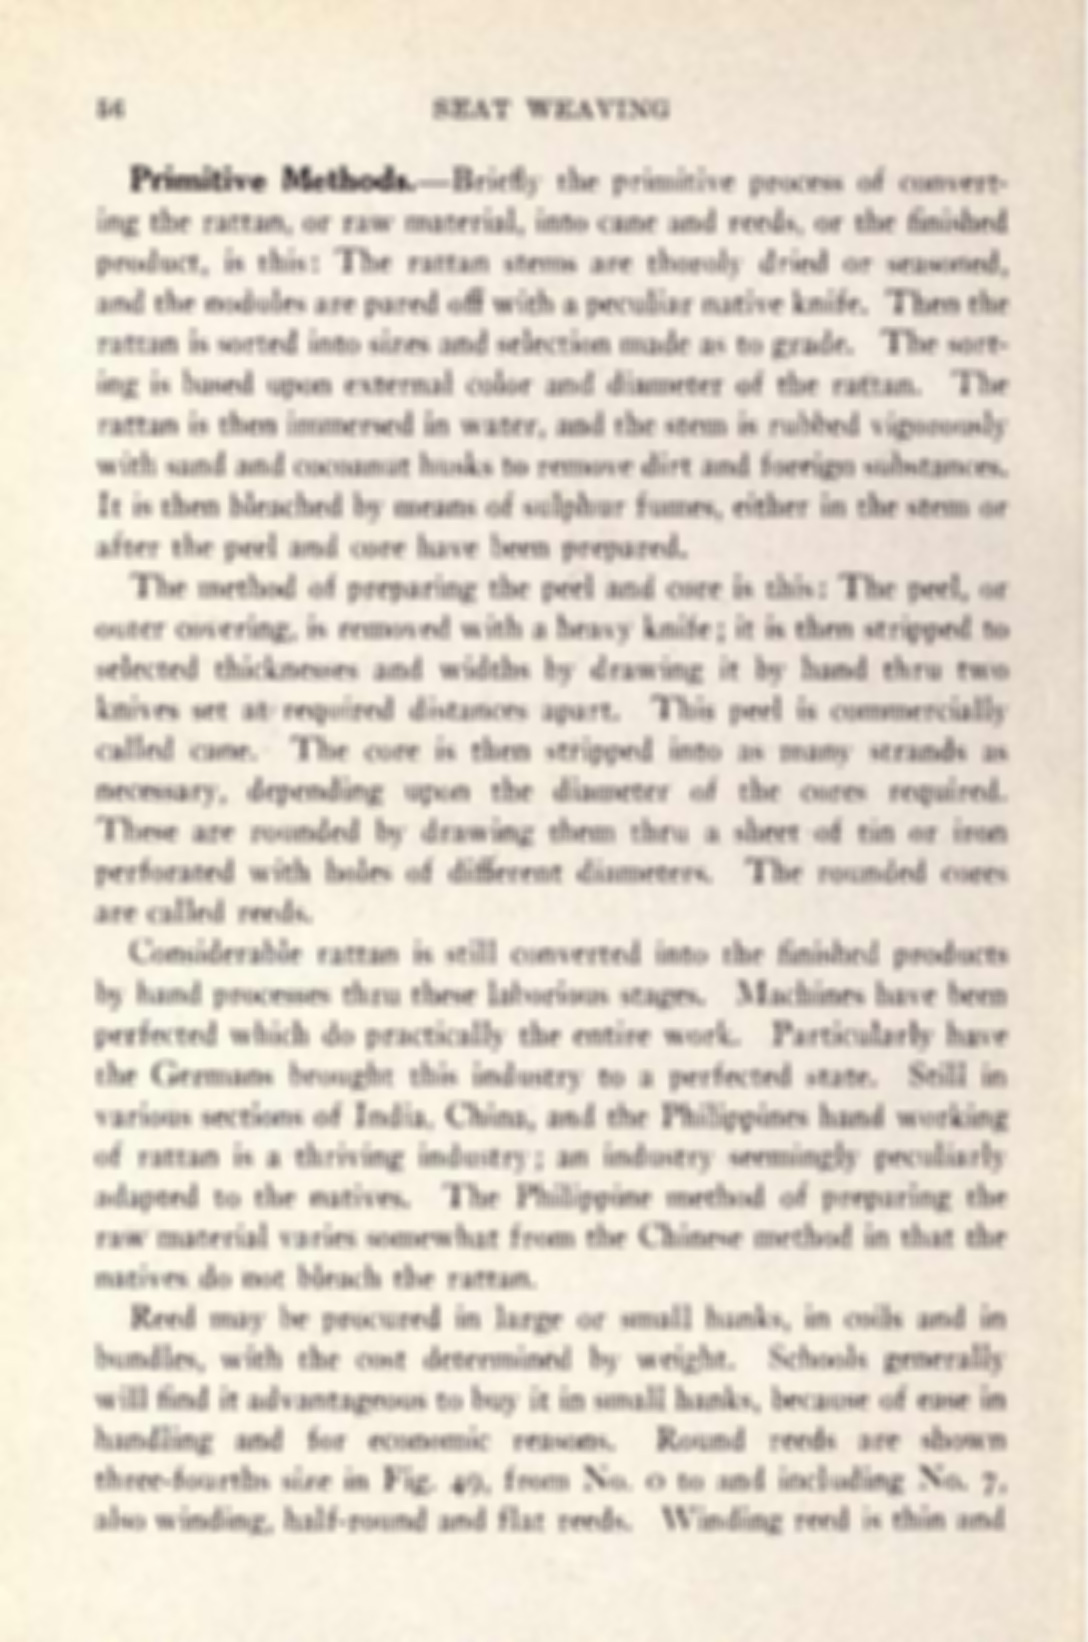 56 SEAT WEAVING
Primitive Methods.—Briefly the primitive process of convert-
ing the rattan, or raw material, into cane and reeds, or the finished
product, is this: The rattan stems are thoroly dried or seasoned,
and the nodules are pared off with a peculiar native knife. Then the
rattan is sorted into sizes and selection made as to grade. The sort-
ing is based upon external color and diameter of the rattan. The
rattan is then immersed in water, and the stem is rubbed vigorously
with sand and cocoanut husks to remove dirt and foreign substances.
It is then bleached by means of sulphur fumes, either in the stem or
after the peel and core have been prepared.
The method of preparing the peel and core is this: The peel, or
outer covering, is removed with a heavy knife; it is then stripped to
selected thicknesses and widths by drawing it by hand thru two
knives set at required distances apart. This peel is commercially
called cane. The core is then stripped into as many strands as
necessary, depending upon the diameter of the cores required.
These are rounded by drawing them thru a sheet of tin or iron
perforated with holes of different diameters. The rounded cores
are called reeds.
Considerable rattan is still converted into the finished products
by hand processes thru these laborious stages. Machines have been
perfected which do practically the entire work. Particularly have
the Germans brought this industry to a perfected state. Still in
various sections of India, China, and the Philippines hand working
of rattan is a thriving industry; an industry seemingly peculiarly
adapted to the natives. The Philippine method of preparing the
raw material varies somewhat from the Chinese method in that the
natives do not bleach the rattan.
Reed may be procured in large or small hanks, in coils and in
bundles, with the cost determined by weight. Schools generally
will find it advantageous to buy it in small hanks, because of ease in
handling and for economic reasons. Round reeds are shown
three-fourths size in Fig. 49, from No. 0 to and including No. 7,
also winding, half-round and flat reeds. Winding reed is thin and